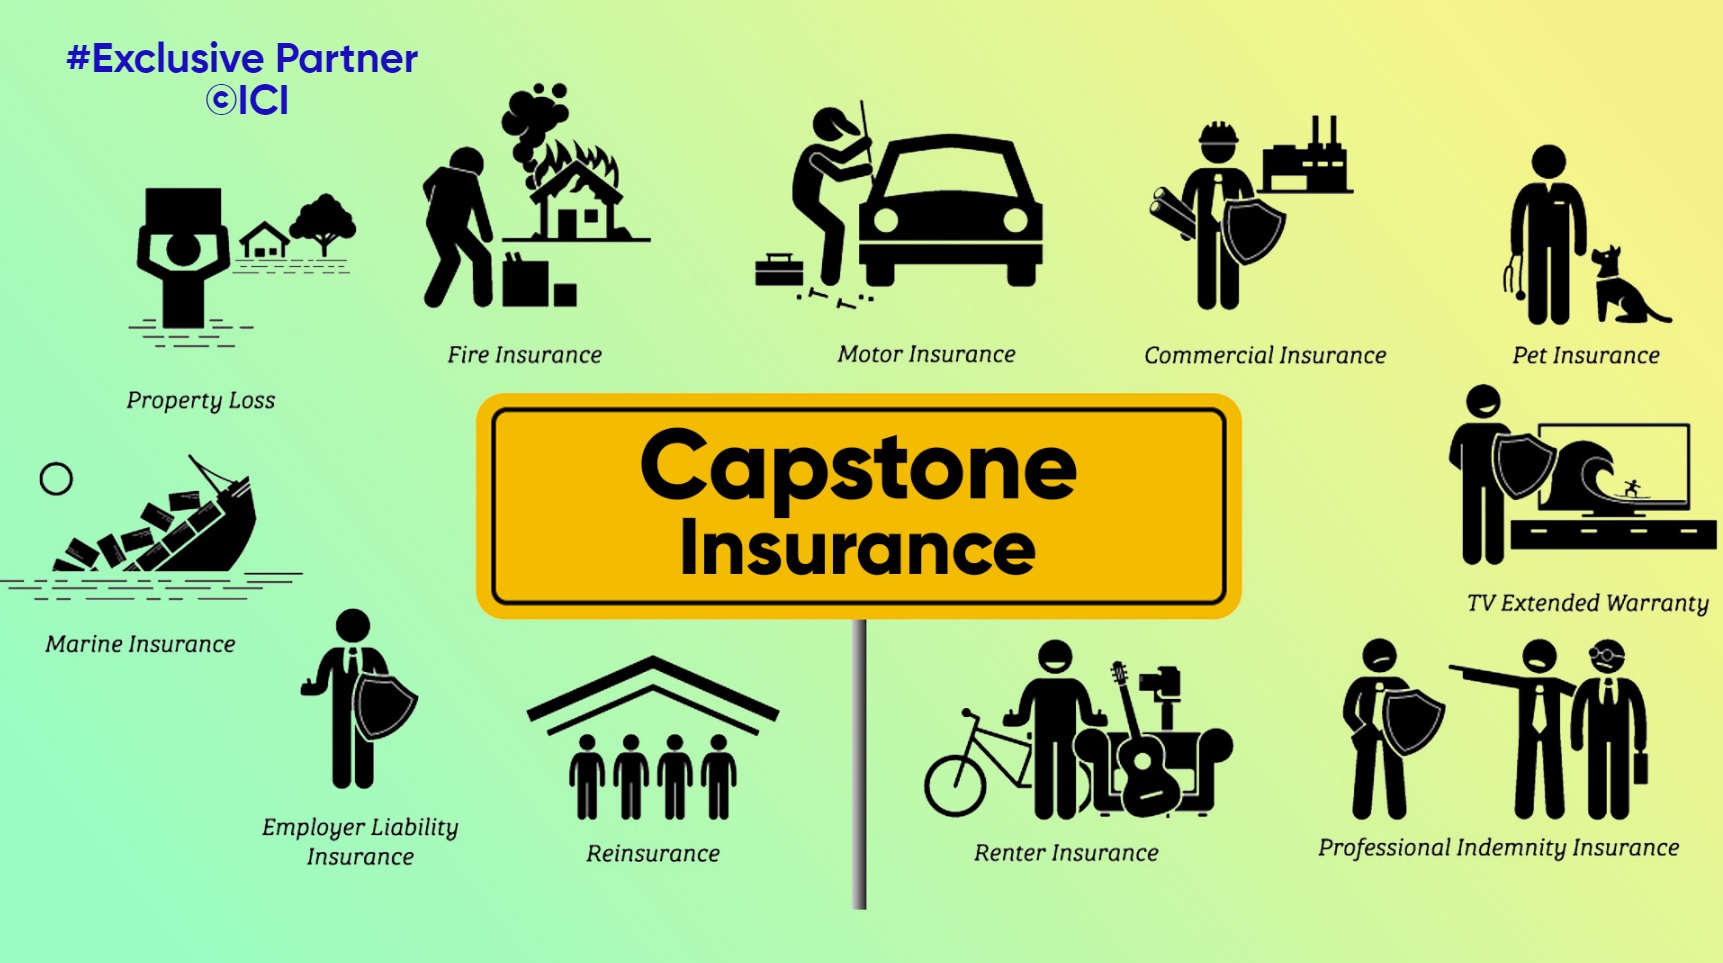 #Exclusive Partner
©ICI
Fire Insurance
Motor Insurance
Commercial Insurance
Pet Insurance
Property Loss
Capstone
Insurance
TV Extended Warranty
Marine Insurance
Employer Liability
Insurance
Reinsurance
Renter Insurance
Professional Indemnity Insurance